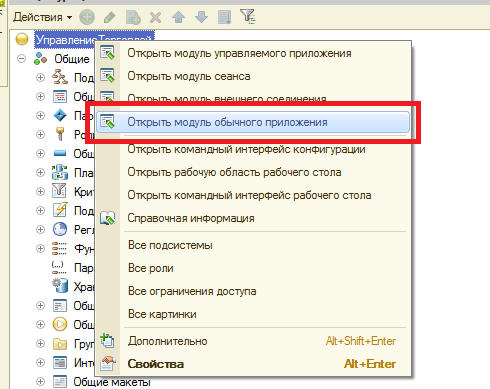 Действия
УправлениеТорговлей
Общие
Открыть модуль управляемого приложения
Открыть модуль сеанса
Открыть модуль внешнего соединения
Открыть модуль обычного приложения
Открыть командный интерфейс конфигурации
Открыть рабочую область рабочего стола
Открыть командный интерфейс рабочего стола
Справочная информация
Все подсистемы
Все роли
Все ограничения доступа
Все картинки
Дополнительно Alt+Shift+Enter
Свойства Alt+Enter
Под
Общ
Пар
Рол
Общ
Пла
Крит
Под
Регл
Фун
Пар
Хран
Общ
Общ
Груп
Инте
Общие макеты